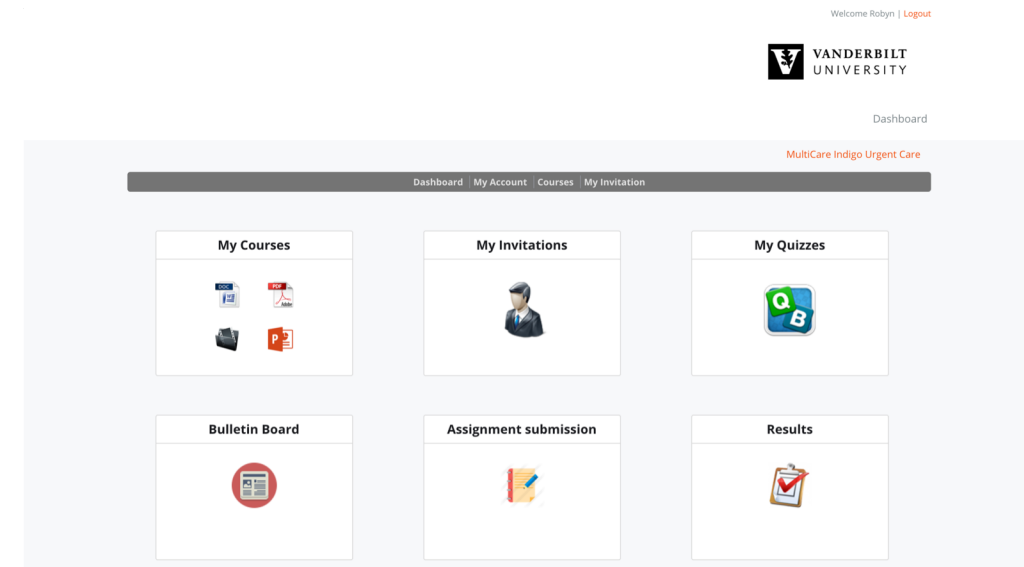 Welcome Robyn | Logout
VANDERBILT
UNIVERSITY
Dashboard
MultiCare Indigo Urgent Care
Dashboard | My Account | Courses | My Invitation
My Courses
My Invitations
My Quizzes
DOC
PDF
Adobe
P
Q
B
Bulletin Board
Assignment submission
Results